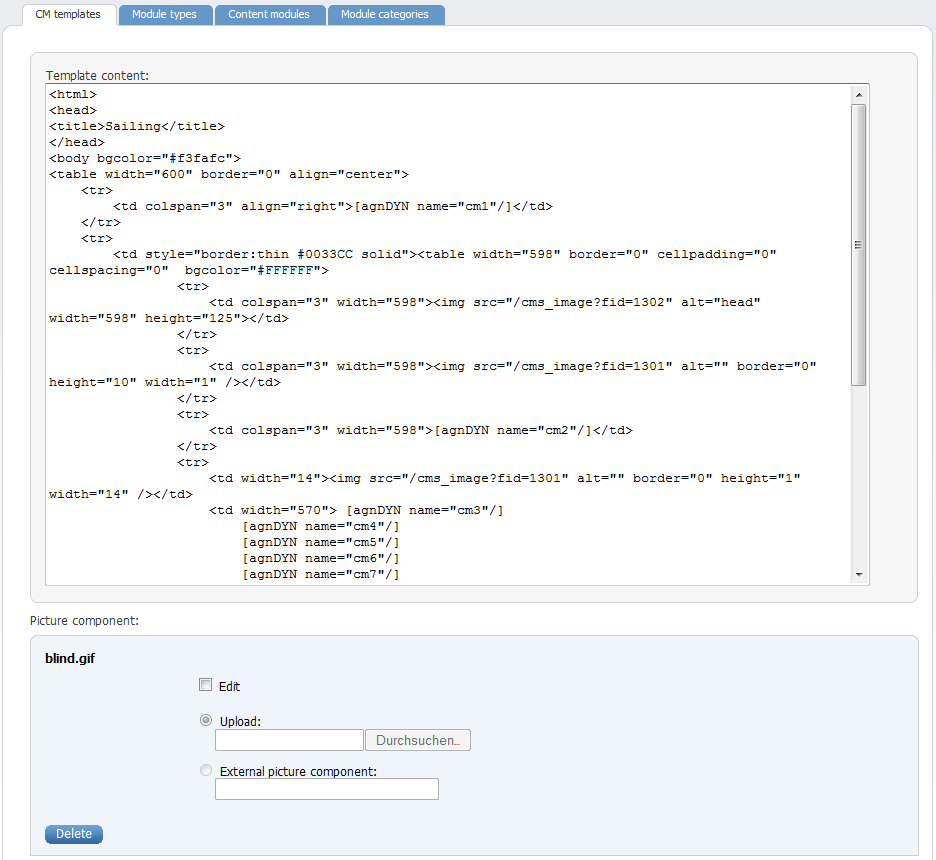 CM templates Module types Content modules Module categories
Template content:
<html>
<head>
<title>Sailing</title>
</head>
<body bgcolor="#f3fafc">
<table width="600" border="0" align="center">
    <tr>
        <td colspan="3" align="right">[agnDYN name="cm1"/]</td>
    </tr>
    <tr>
        <td style="border:thin #0033CC solid"><table width="598" border="0" cellpadding="0"
cellspacing="0"  bgcolor="#FFFFFF">
                <tr>
                    <td colspan="3" width="598"><img src="/cms_image?fid=1302" alt="head"
width="598" height="125"></td>
                </tr>
                <tr>
                    <td colspan="3" width="598"><img src="/cms_image?fid=1301" alt="" border="0"
height="10" width="1" /></td>
                </tr>
                <tr>
                    <td colspan="3" width="598">[agnDYN name="cm2"/]</td>
                </tr>
                <tr>
                    <td width="14"><img src="/cms_image?fid=1301" alt="" border="0" height="1"
width="14" /></td>
                    <td width="570"> [agnDYN name="cm3"/]
                        [agnDYN name="cm4"/]
                        [agnDYN name="cm5"/]
                        [agnDYN name="cm6"/]
                        [agnDYN name="cm7"/]
Picture component:
blind.gif
Edit
Upload:
Durchsuchen...
External picture component:
Delete